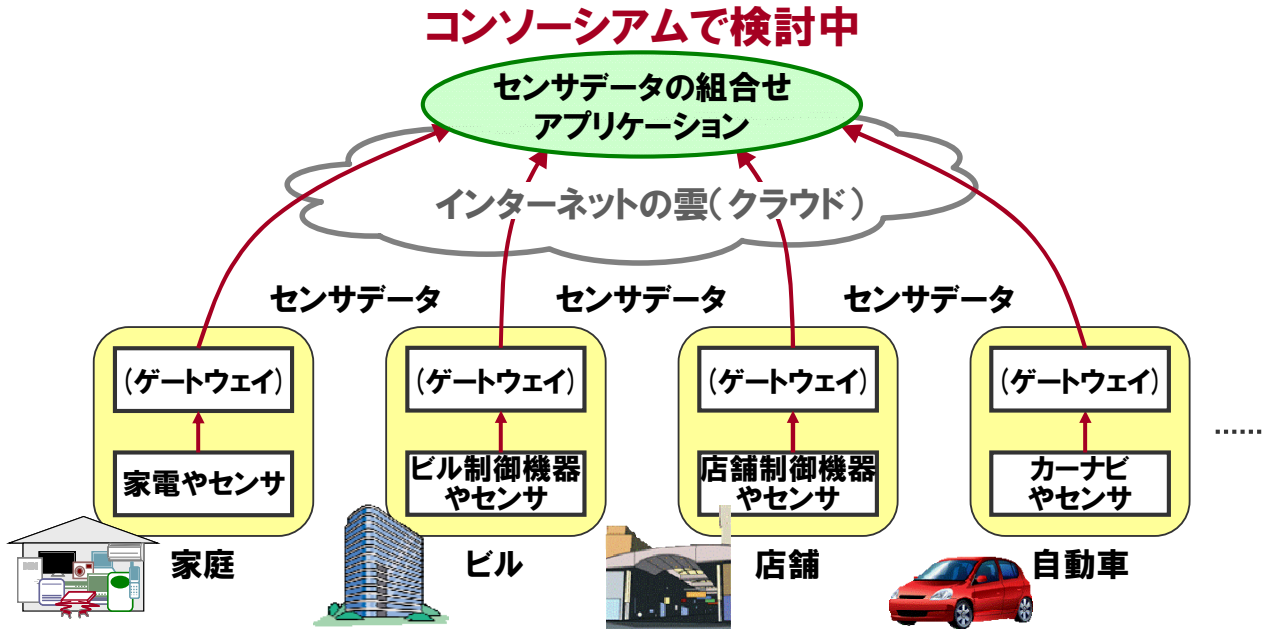 コンソーシアムで検討中
センサデータの組合せ
アプリケーション
インターネットの雲(クラウド)
センサデータ
センサデータ
センサデータ
(ゲートウェイ)
(ゲートウェイ)
(ゲートウェイ)
(ゲートウェイ)
……
家電やセンサ
ビル制御機器
やセンサ
店舗制御機器
やセンサ
カーナビ
やセンサ
家庭
ビル
店舗
自動車